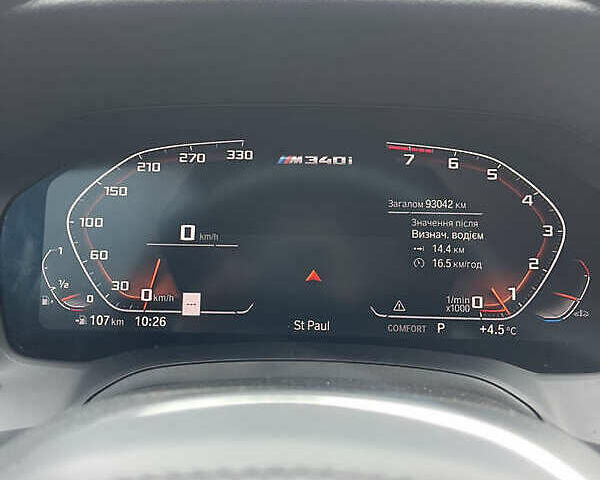 330
270
210
150
100
60
30
0 km/h
0 km/h
---
M340i
7
6
5
4
3
2
1
0
1/min
x1000
Загалом 93042 км
Значення після
Визнач. водієм
14.4 км
16.5 км/год
1
1/2
0
107 km 10:26
St Paul
COMFORT P +4.5 °C